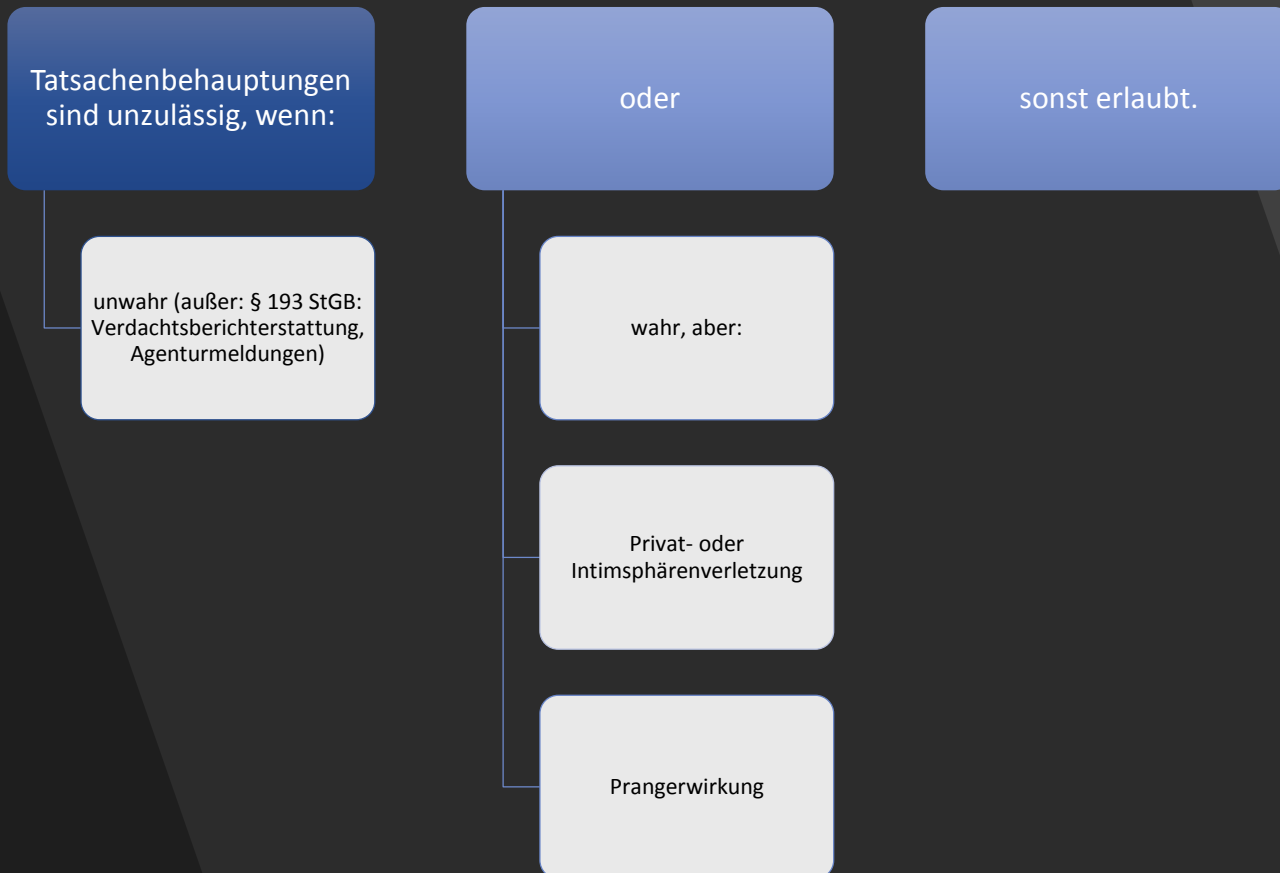 Tatsachenbehauptungen
sind unzulässig, wenn:
unwahr (außer: § 193 StGB:
Verdachtsberichterstattung,
Agenturmeldungen)
oder
wahr, aber:
Privat- oder
Intimsphärenverletzung
Prangerwirkung
sonst erlaubt.